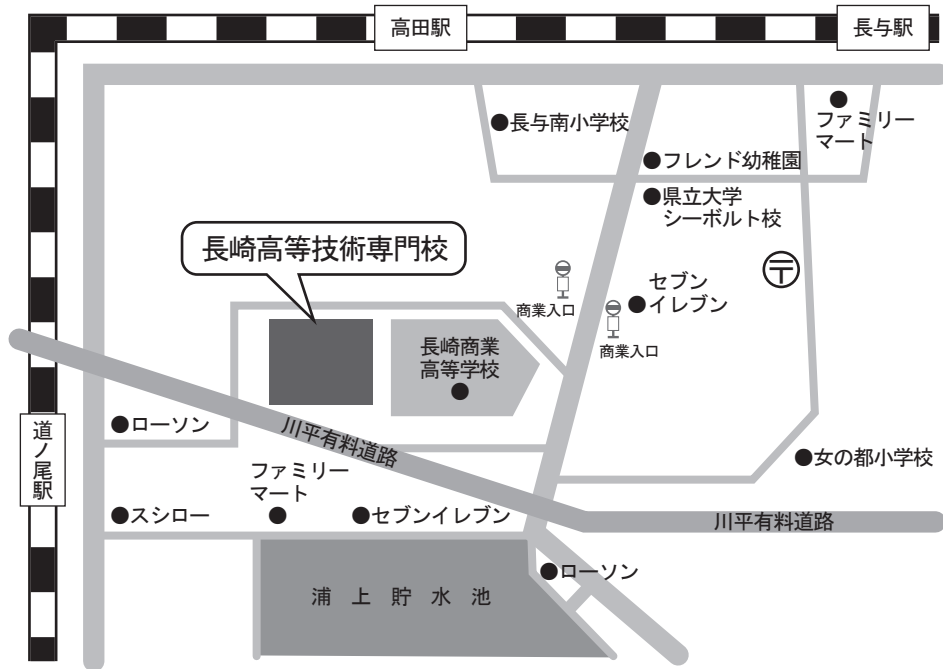 高田駅
長与駅
長与南小学校
ファミリー
マート
フレンド幼稚園
県立大学
シーボルト校
長崎高等技術専門校
〒
セブン
イレブン
商業入口
商業入口
長崎商業
高等学校
道ノ尾駅
ローソン
川平有料道路
ファミリー
マート
女の都小学校
スシロー
セブンイレブン
川平有料道路
ローソン
浦上貯水池